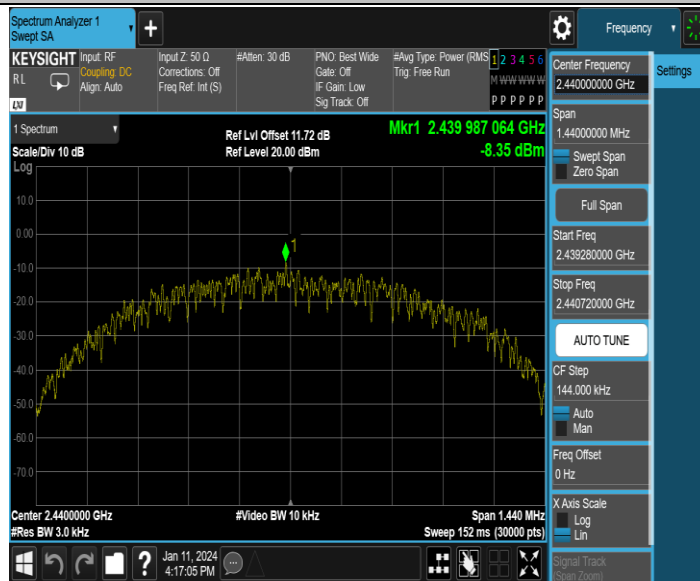 Spectrum Analyzer 1
Swept SA
+
Frequency
KEYSIGHT
RL
LXI
Input: RF
Coupling: DC
Align: Auto
Input Z: 50 Ω
Corrections: Off
Freq Ref: Int (S)
#Atten: 30 dB
PNO: Best Wide
Gate: Off
IF Gain: Low
Sig Track: Off
#Avg Type: Power (RMS
Trig: Free Run
1 2 3 4 5 6
M W W W W W
P P P P P P
1 Spectrum
Scale/Div 10 dB
Log
Ref Lvl Offset 11.72 dB
Ref Level 20.00 dBm
Mkr1 2.439 987 064 GHz
-8.35 dBm
10.0
0.00
-10.0
-20.0
-30.0
-40.0
-50.0
-60.0
-70.0
1
Center 2.4400000 GHz
#Res BW 3.0 kHz
#Video BW 10 kHz
Span 1.440 MHz
Sweep 152 ms (30000 pts)
Center Frequency
2.440000000 GHz
Settings
Span
1.44000000 MHz
Swept Span
Zero Span
Full Span
Start Freq
2.439280000 GHz
Stop Freq
2.440720000 GHz
AUTO TUNE
CF Step
144.000 kHz
Auto
Man
Freq Offset
0 Hz
X Axis Scale
Log
Lin
Signal Track
(Span Zoom)
?
Jan 11, 2024
4:17:05 PM